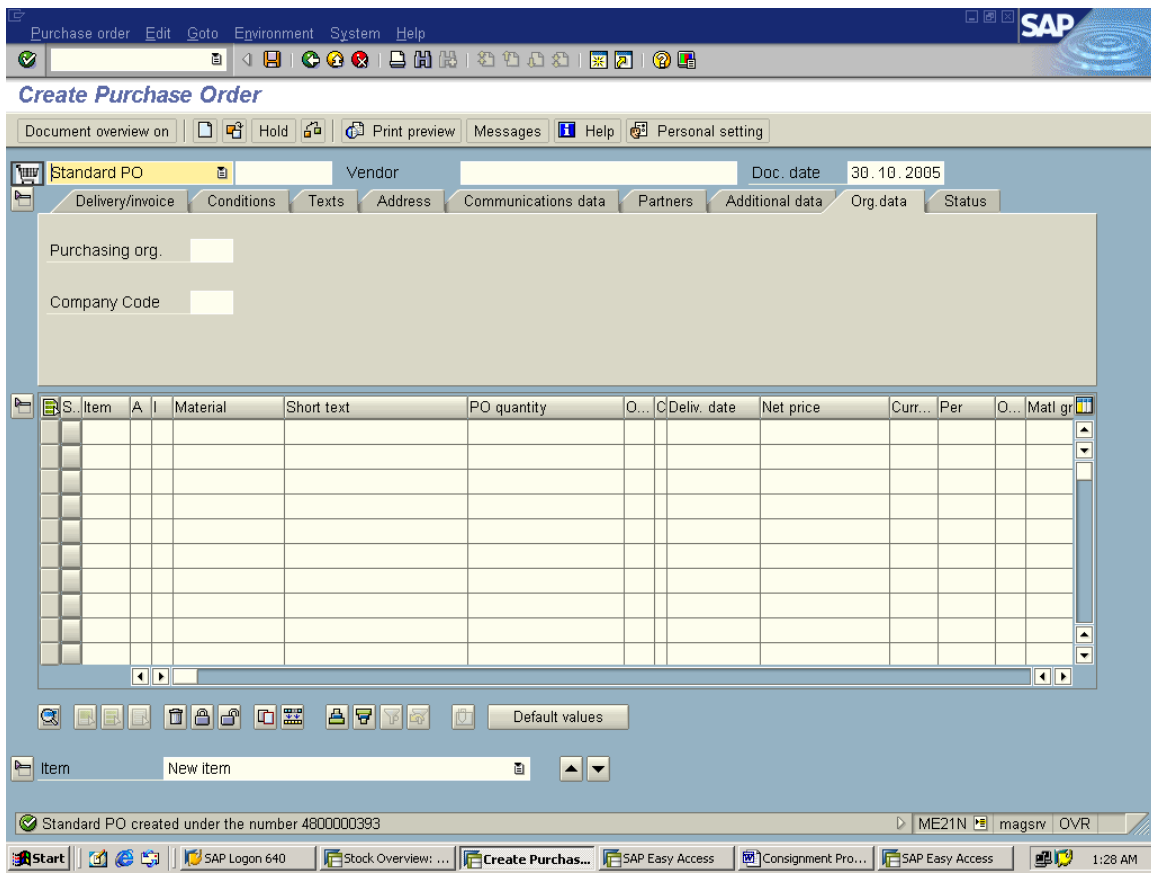 Purchase order Edit Goto Environment System Help
SAP
Create Purchase Order
Document overview on Hold Print preview Messages Help Personal setting
Standard PO Vendor Doc. date 30.10.2005
Delivery/invoice Conditions Texts Address Communications data Partners Additional data Org.data Status
Purchasing org.
Company Code
S.. Item A I Material Short text PO quantity O... C Deliv. date Net price Curr... Per O... Matl gr
Default values
Item New item
Standard PO created under the number 4800000393 ME21N magsrv OVR
Start SAP Logon 640 Stock Overview: ... Create Purchas... SAP Easy Access Consignment Pro... SAP Easy Access 1:28 AM